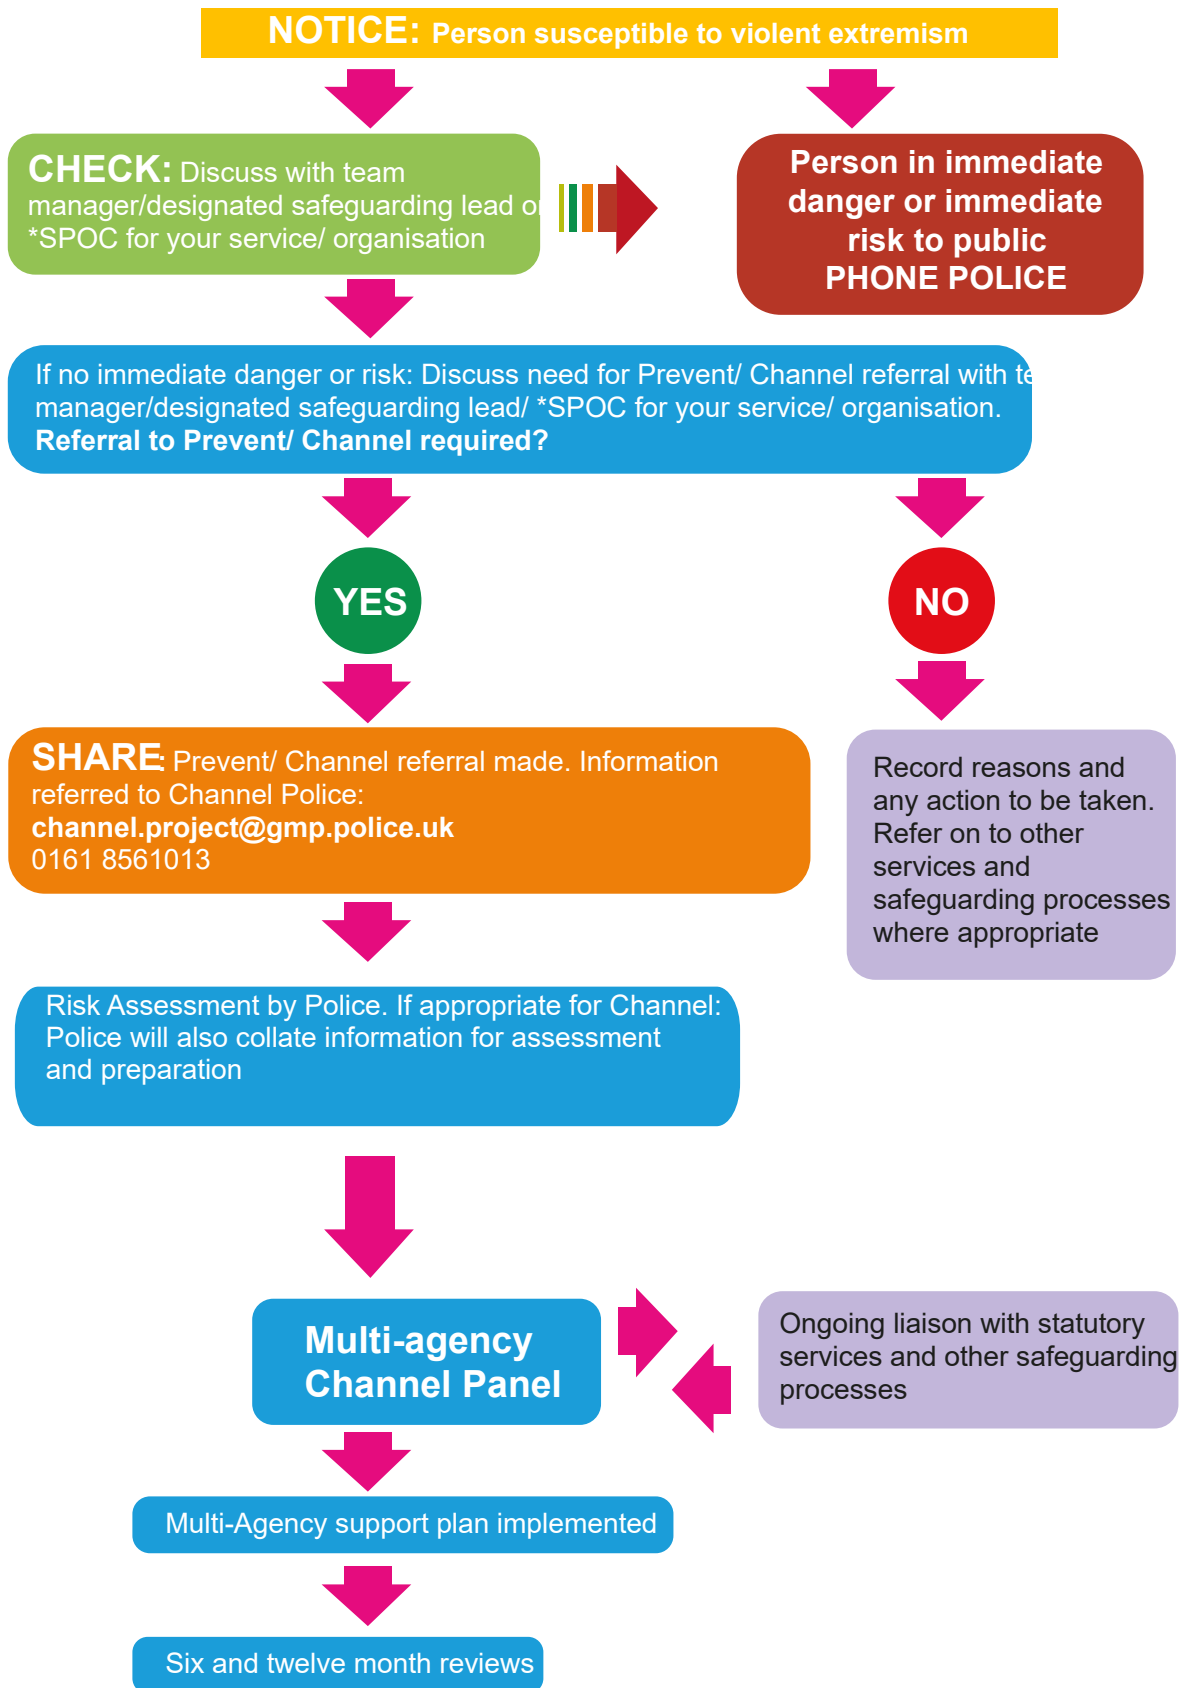 NOTICE: Person susceptible to violent extremism
CHECK: Discuss with team
manager/designated safeguarding lead or
*SPOC for your service/ organisation
Person in immediate
danger or immediate
risk to public
PHONE POLICE
If no immediate danger or risk: Discuss need for Prevent/ Channel referral with te
manager/designated safeguarding lead/ *SPOC for your service/ organisation.
Referral to Prevent/ Channel required?
YES
NO
SHARE: Prevent/ Channel referral made. Information
referred to Channel Police:
channel.project@gmp.police.uk
0161 8561013
Record reasons and
any action to be taken.
Refer on to other
services and
safeguarding processes
where appropriate
Risk Assessment by Police. If appropriate for Channel:
Police will also collate information for assessment
and preparation
Multi-agency
Channel Panel
Ongoing liaison with statutory
services and other safeguarding
processes
Multi-Agency support plan implemented
Six and twelve month reviews